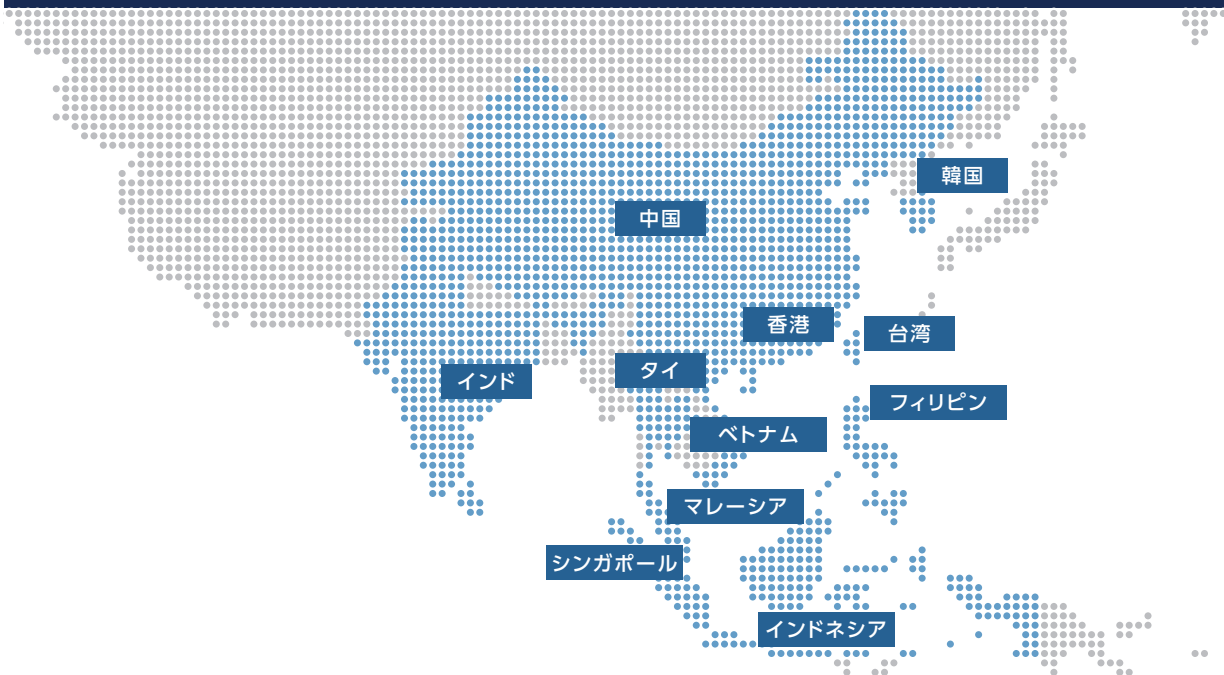 韓国
中国
香港
台湾
タイ
インド
フィリピン
ベトナム
マレーシア
シンガポール
インドネシア